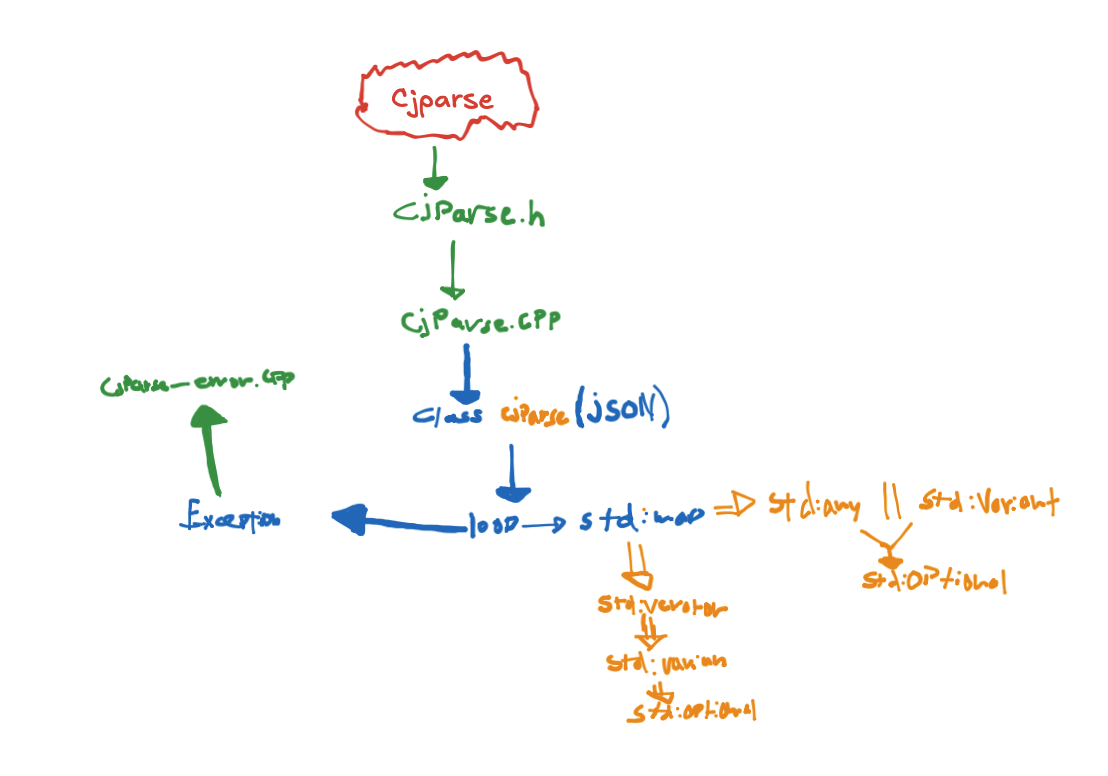 Cjparse
CjParse.h
CjParse.CPP
CjParse-error.CPP
Class cjParse (jSON)
Exception
loop
std:map
std:any || std:Variant
std:OPtional
std:vector
std:varian
std:optional